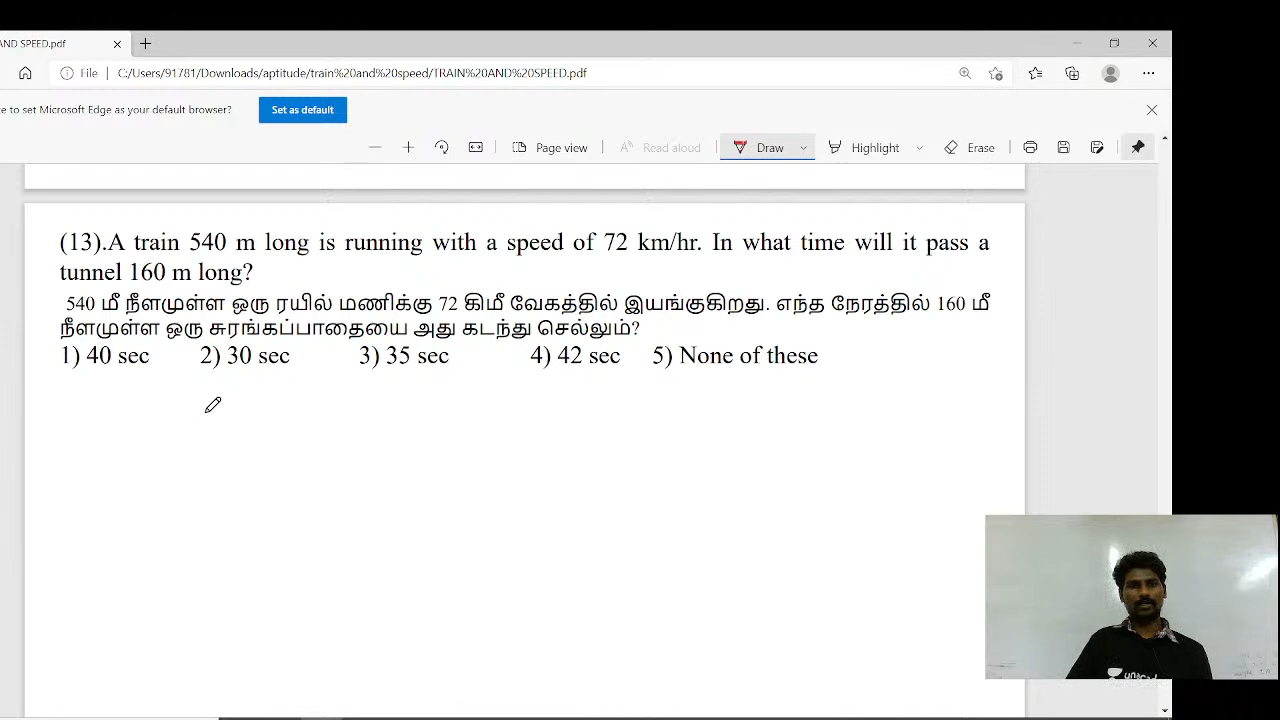 AND SPEED.pdf
File C:/Users/91781/Downloads/aptitude/train%20and%20speed/TRAIN%20AND%20SPEED.pdf
e to set Microsoft Edge as your default browser? Set as default
Page view Read aloud Draw Highlight Erase
(13).A train 540 m long is running with a speed of 72 km/hr. In what time will it pass a
tunnel 160 m long?
540 மீ நீளமுள்ள ஒரு ரயில் மணிக்கு 72 கிமீ வேகத்தில் இயங்குகிறது. எந்த நேரத்தில் 160 மீ
நீளமுள்ள ஒரு சுரங்கப்பாதையை அது கடந்து செல்லும்?
1) 40 sec 2) 30 sec 3) 35 sec 4) 42 sec 5) None of these
unacad